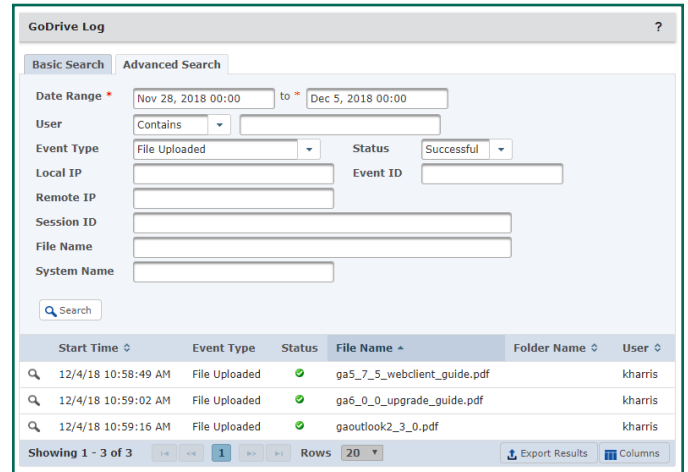 GoDrive Log ?
Basic Search Advanced Search
Date Range * Nov 28, 2018 00:00 to * Dec 5, 2018 00:00
User Contains
Event Type File Uploaded Status Successful
Local IP Event ID
Remote IP
Session ID
File Name
System Name
Search
Start Time Event Type Status File Name Folder Name User
12/4/18 10:58:49 AM File Uploaded ga5_7_5_webclient_guide.pdf kharris
12/4/18 10:59:02 AM File Uploaded ga6_0_0_upgrade_guide.pdf kharris
12/4/18 10:59:16 AM File Uploaded gaoutlook2_3_0.pdf kharris
Showing 1 - 3 of 3 1 Rows 20 Export Results Columns